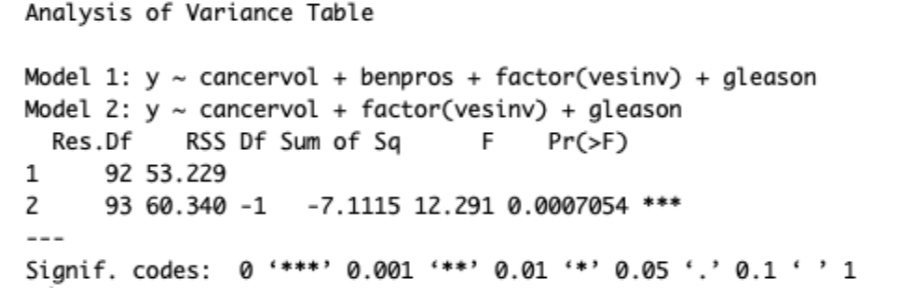 Analysis of Variance Table

Model 1: y ~ cancervol + benpros + factor(vesinv) + gleason
Model 2: y ~ cancervol + factor(vesinv) + gleason
  Res.Df    RSS Df Sum of Sq      F    Pr(>F)
1     92 53.229
2     93 60.340 -1   -7.1115 12.291 0.0007054 ***
---
Signif. codes:  0 ‘***’ 0.001 ‘**’ 0.01 ‘*’ 0.05 ‘.’ 0.1 ‘ ’ 1